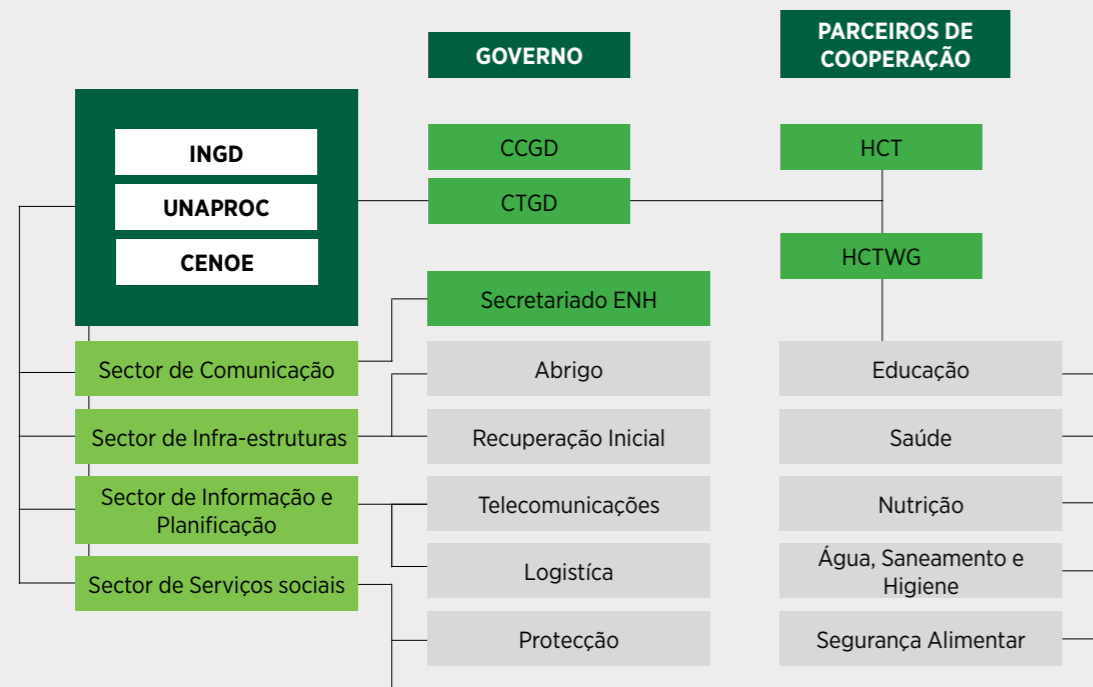 GOVERNO
PARCEIROS DE
COOPERAÇÃO
INGD
UNAPROC
CENOE
CCGD
HCT
CTGD
HCTWG
Secretariado ENH
Sector de Comunicação
Abrigo
Educação
Sector de Infra-estruturas
Recuperação Inicial
Saúde
Sector de Informação e
Planificação
Telecomunicações
Nutrição
Sector de Serviços sociais
Logistíca
Água, Saneamento e
Higiene
Protecção
Segurança Alimentar